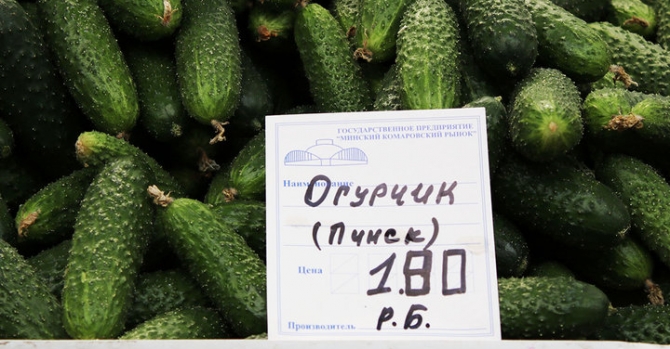 ГОСУДАРСТВЕННОЕ ПРЕДПРИЯТИЕ
"МИНСКИЙ КОМАРОВСКИЙ РЫНОК"
Наименование
Огурчик
(Пинск)
Цена 1.80
Производитель Р.Б.